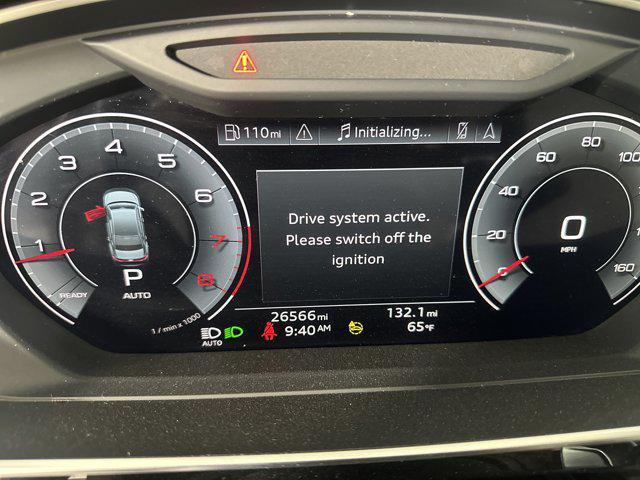 110mi
Initializing...
Drive system active.
Please switch off the
ignition
1
2
3
4
5
6
7
8
READY
P
AUTO
1 / min x 1000
0
20
40
60
80
100
160
0
MPH
AUTO
26566mi
132.1mi
9:40AM
65°F